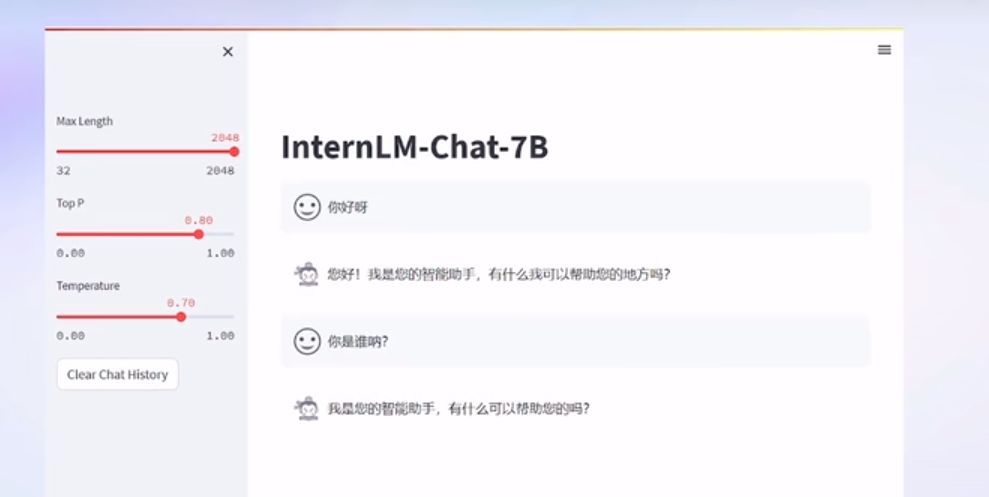 Max Length
2048
32 2048
Top P
0.80
0.00 1.00
Temperature
0.70
0.00 1.00
Clear Chat History
InternLM-Chat-7B
你好呀
您好！我是您的智能助手，有什么我可以帮助您的地方吗？
你是谁呐？
我是您的智能助手，有什么可以帮助您的吗？